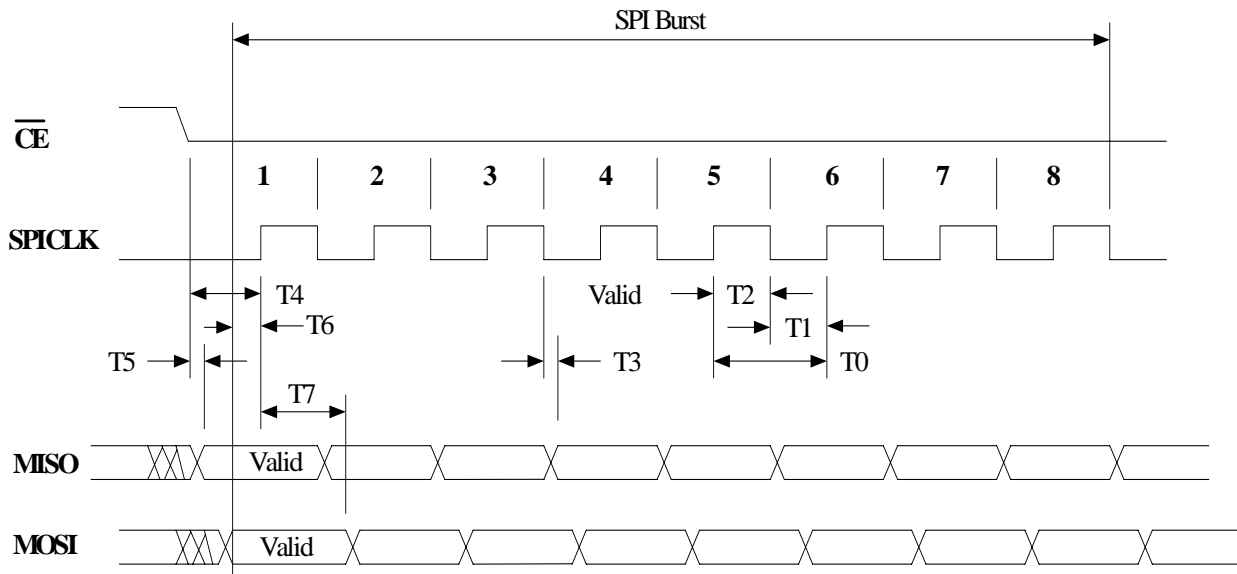 SPI Burst
CE
1 2 3 4 5 6 7 8
SPICLK
T4 Valid T2
T6 T1
T5 T3 T0
T7
MISO Valid
MOSI Valid